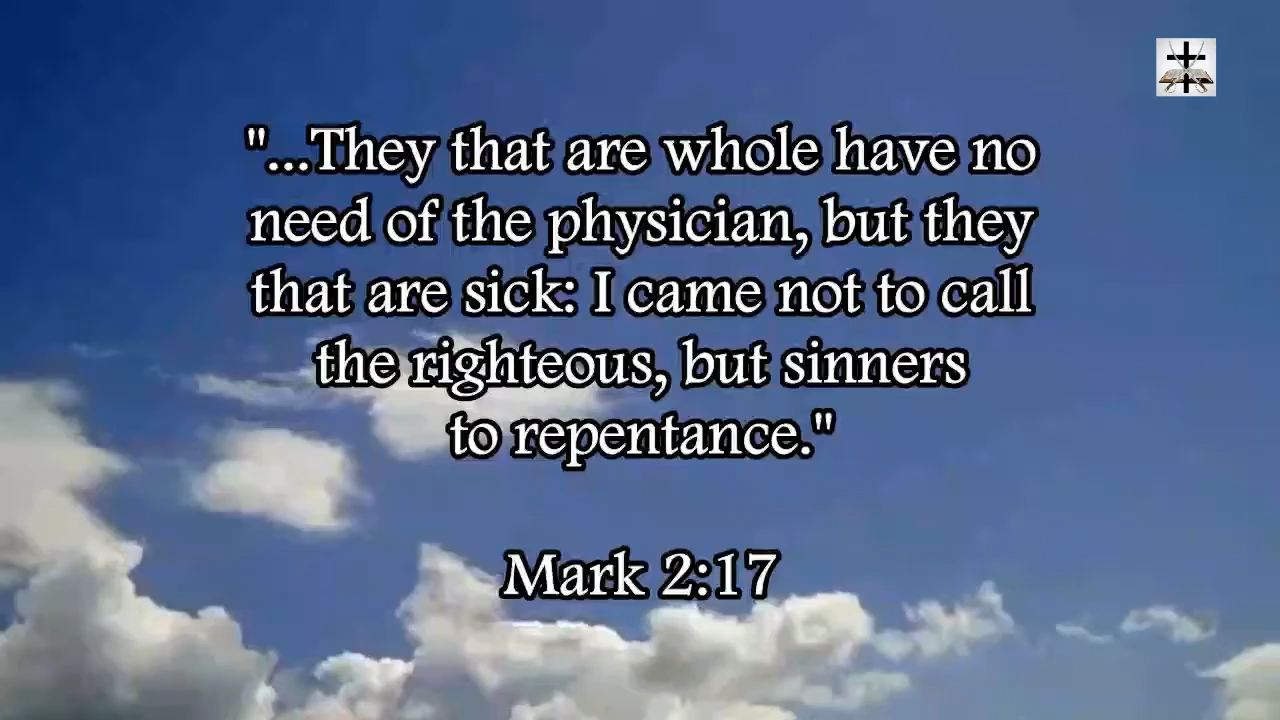 "...They that are whole have no
need of the physician, but they
that are sick: I came not to call
the righteous, but sinners
to repentance."
Mark 2:17